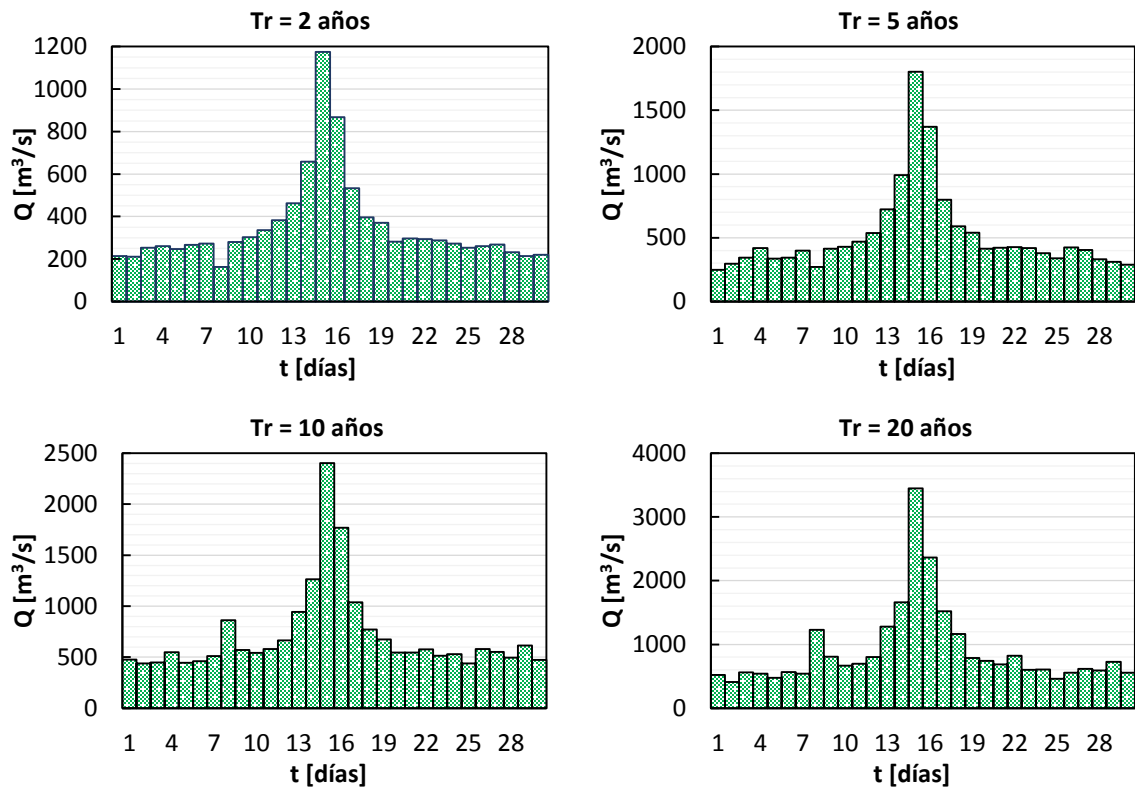 Tr = 2 años
1200
1000
800
600
400
200
0
Q [m³/s]
1 4 7 10 13 16 19 22 25 28
t [días]
Tr = 5 años
2000
1500
1000
500
0
Q [m³/s]
1 4 7 10 13 16 19 22 25 28
t [días]
Tr = 10 años
2500
2000
1500
1000
500
0
Q [m³/s]
1 4 7 10 13 16 19 22 25 28
t [días]
Tr = 20 años
4000
3000
2000
1000
0
Q [m³/s]
1 4 7 10 13 16 19 22 25 28
t [días]